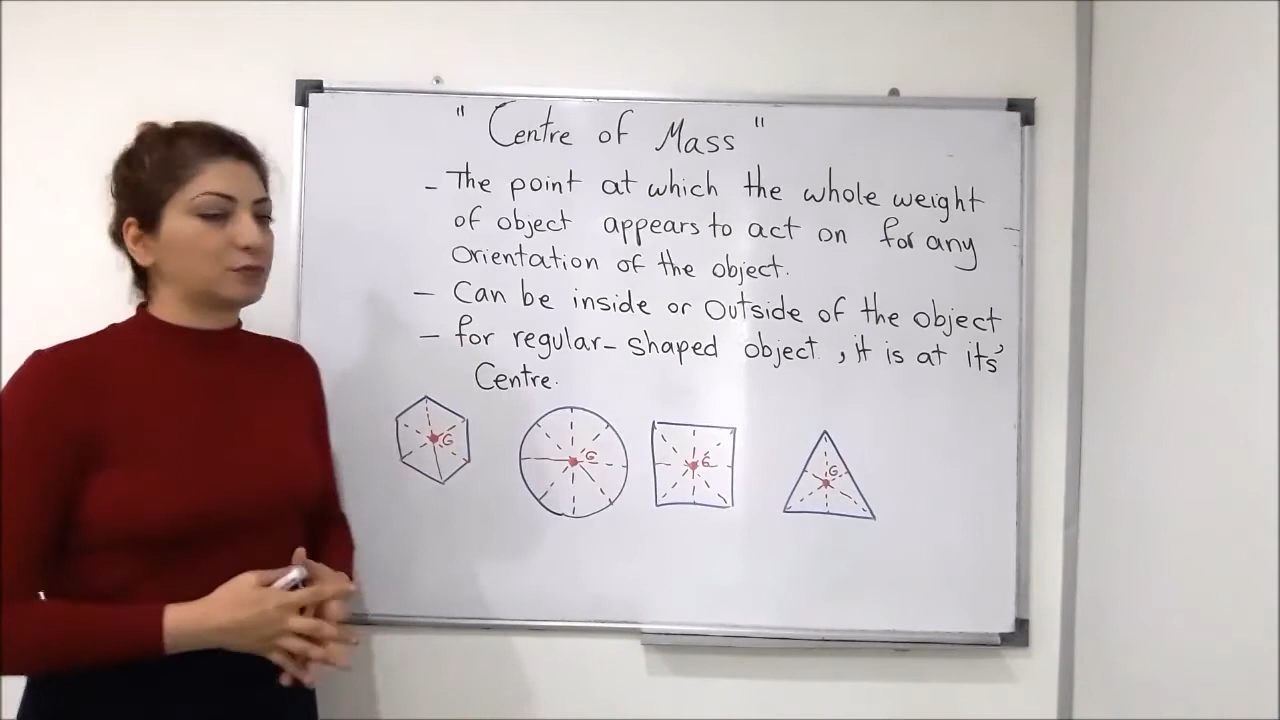 " Centre of Mass "
- The point at which the whole weight
of object appears to act on for any
orientation of the object.
- Can be inside or Outside of the object
- for regular-shaped object, it is at its'
Centre.
G G G G